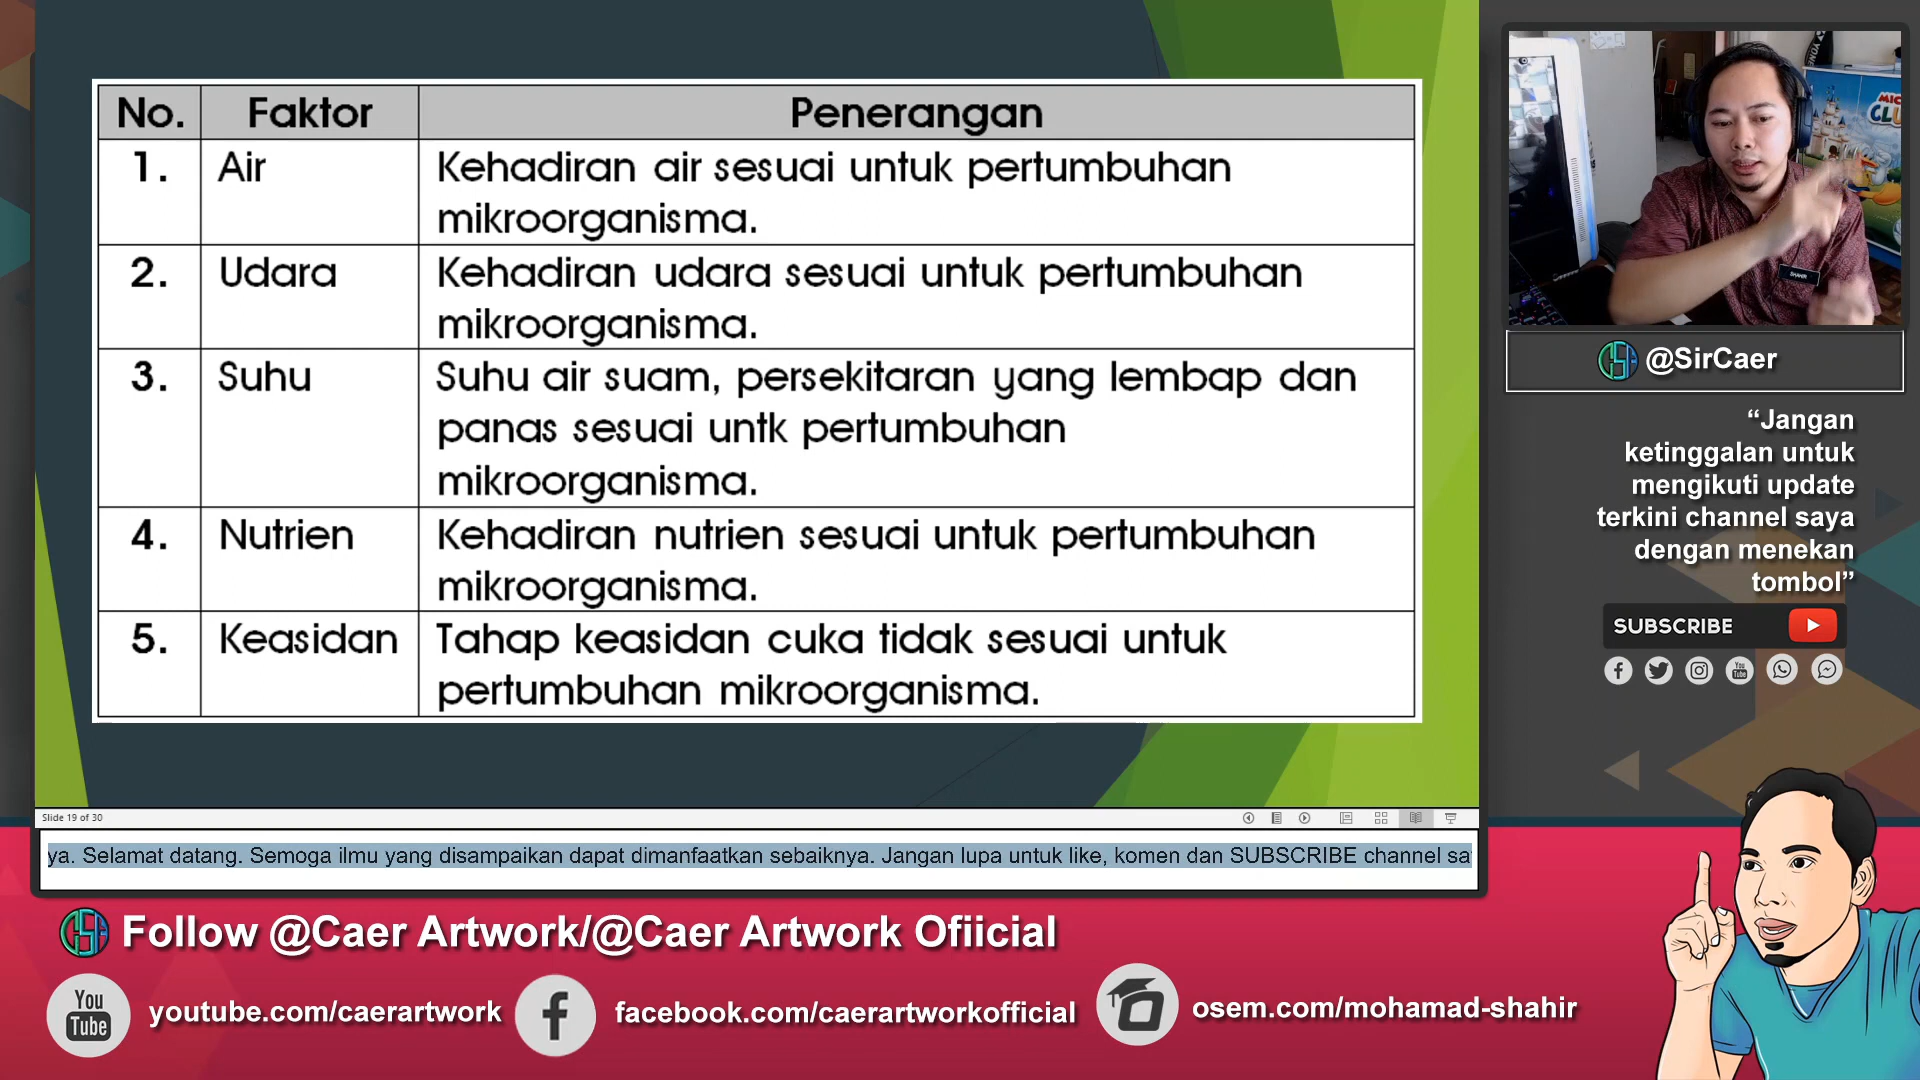 No. Faktor Penerangan
1. Air Kehadiran air sesuai untuk pertumbuhan
mikroorganisma.
2. Udara Kehadiran udara sesuai untuk pertumbuhan
mikroorganisma.
3. Suhu Suhu air suam, persekitaran yang lembap dan
panas sesuai untk pertumbuhan
mikroorganisma.
4. Nutrien Kehadiran nutrien sesuai untuk pertumbuhan
mikroorganisma.
5. Keasidan Tahap keasidan cuka tidak sesuai untuk
pertumbuhan mikroorganisma.
Slide 19 of 30
ya. Selamat datang. Semoga ilmu yang disampaikan dapat dimanfaatkan sebaiknya. Jangan lupa untuk like, komen dan SUBSCRIBE channel sa
SHAHIR
@SirCaer
“Jangan
ketinggalan untuk
mengikuti update
terkini channel saya
dengan menekan
tombol”
SUBSCRIBE
Follow @Caer Artwork/@Caer Artwork Ofiicial
You
Tube
youtube.com/caerartwork
facebook.com/caerartworkofficial
osem.com/mohamad-shahir